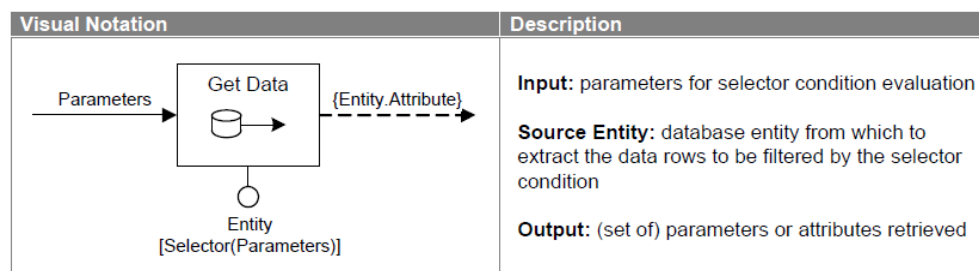 Visual Notation
Description
Parameters
Get Data
{Entity.Attribute}
Entity
[Selector(Parameters)]
Input: parameters for selector condition evaluation
Source Entity: database entity from which to
extract the data rows to be filtered by the selector
condition
Output: (set of) parameters or attributes retrieved